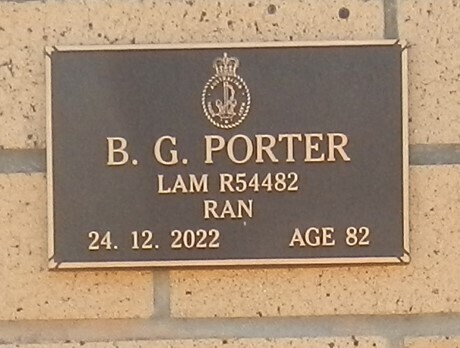 B. G. PORTER
LAM R54482
RAN
24. 12. 2022 AGE 82